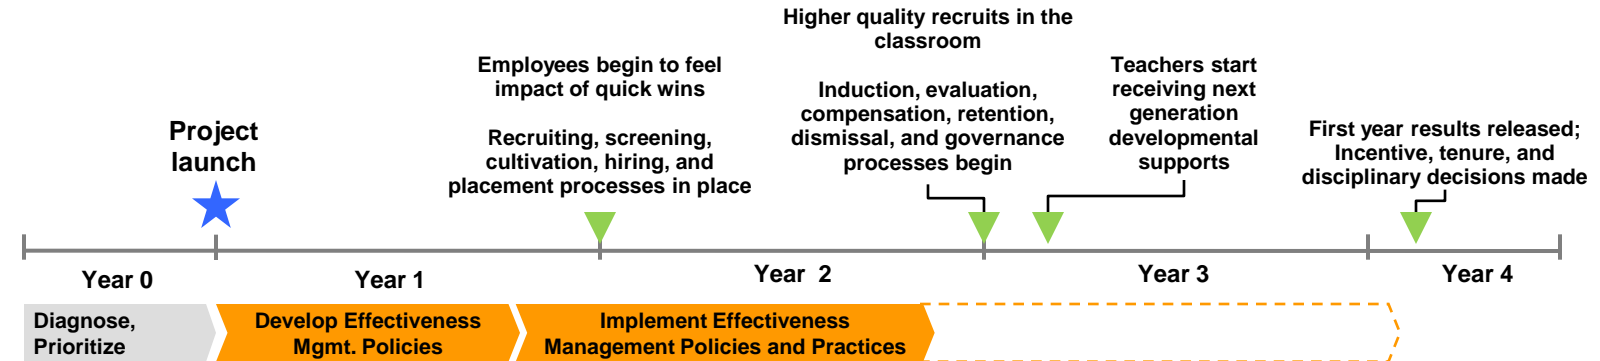 Project
launch
Employees begin to feel
impact of quick wins
Recruiting, screening,
cultivation, hiring, and
placement processes in place
Higher quality recruits in the
classroom
Induction, evaluation,
compensation, retention,
dismissal, and governance
processes begin
Teachers start
receiving next
generation
developmental
supports
First year results released;
Incentive, tenure, and
disciplinary decisions made
Year 0
Year 1
Year 2
Year 3
Year 4
Diagnose,
Prioritize
Develop Effectiveness
Mgmt. Policies
Implement Effectiveness
Management Policies and Practices